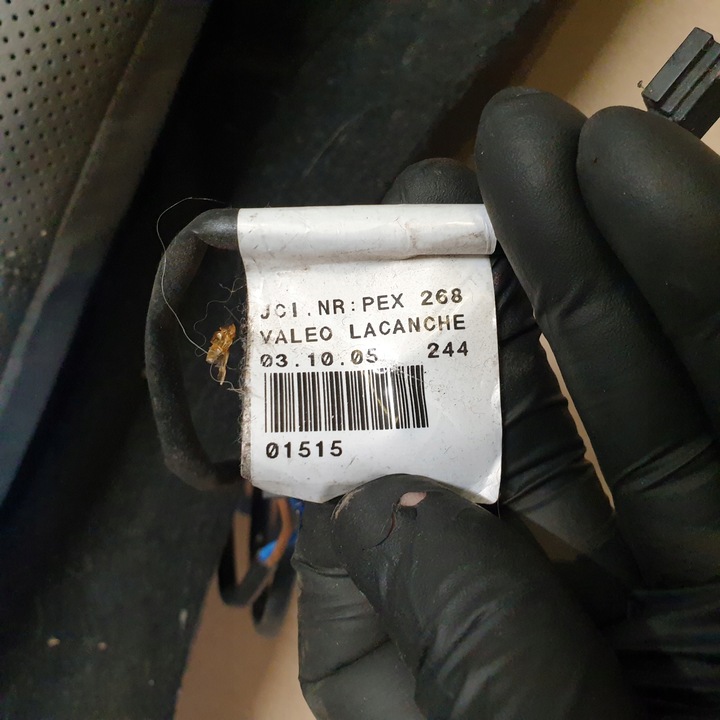 JCI.NR:PEX 268
VALEO LACANCHE
03.10.05 244
01515